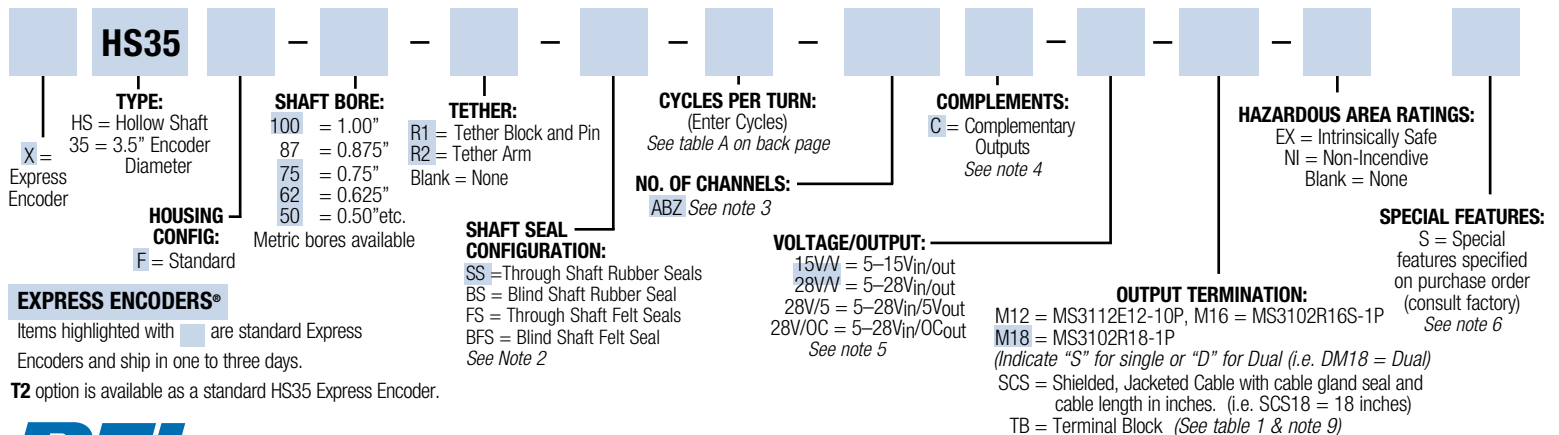 HS35 – – – – – – – –
X =
Express
Encoder
TYPE:
HS = Hollow Shaft
35 = 3.5” Encoder
Diameter
HOUSING
CONFIG:
F = Standard
SHAFT BORE:
100 = 1.00”
87 = 0.875”
75 = 0.75”
62 = 0.625”
50 = 0.50”etc.
Metric bores available
TETHER:
R1 = Tether Block and Pin
R2 = Tether Arm
Blank = None
SHAFT SEAL
CONFIGURATION:
SS =Through Shaft Rubber Seals
BS = Blind Shaft Rubber Seal
FS = Through Shaft Felt Seals
BFS = Blind Shaft Felt Seal
See Note 2
CYCLES PER TURN:
(Enter Cycles)
See table A on back page
NO. OF CHANNELS:
ABZ See note 3
COMPLEMENTS:
C = Complementary
Outputs
See note 4
VOLTAGE/OUTPUT:
15V/V = 5–15Vin/out
28V/V = 5–28Vin/out
28V/5 = 5–28Vin/5Vout
28V/OC = 5–28Vin/OCout
See note 5
OUTPUT TERMINATION:
M12 = MS3112E12-10P, M16 = MS3102R16S-1P
M18 = MS3102R18-1P
(Indicate “S” for single or “D” for Dual (i.e. DM18 = Dual)
SCS = Shielded, Jacketed Cable with cable gland seal and
cable length in inches. (i.e. SCS18 = 18 inches)
TB = Terminal Block (See table 1 & note 9)
HAZARDOUS AREA RATINGS:
EX = Intrinsically Safe
NI = Non-Incendive
Blank = None
SPECIAL FEATURES:
S = Special
features specified
on purchase order
(consult factory)
See note 6
EXPRESS ENCODERS®
Items highlighted with are standard Express
Encoders and ship in one to three days.
T2 option is available as a standard HS35 Express Encoder.